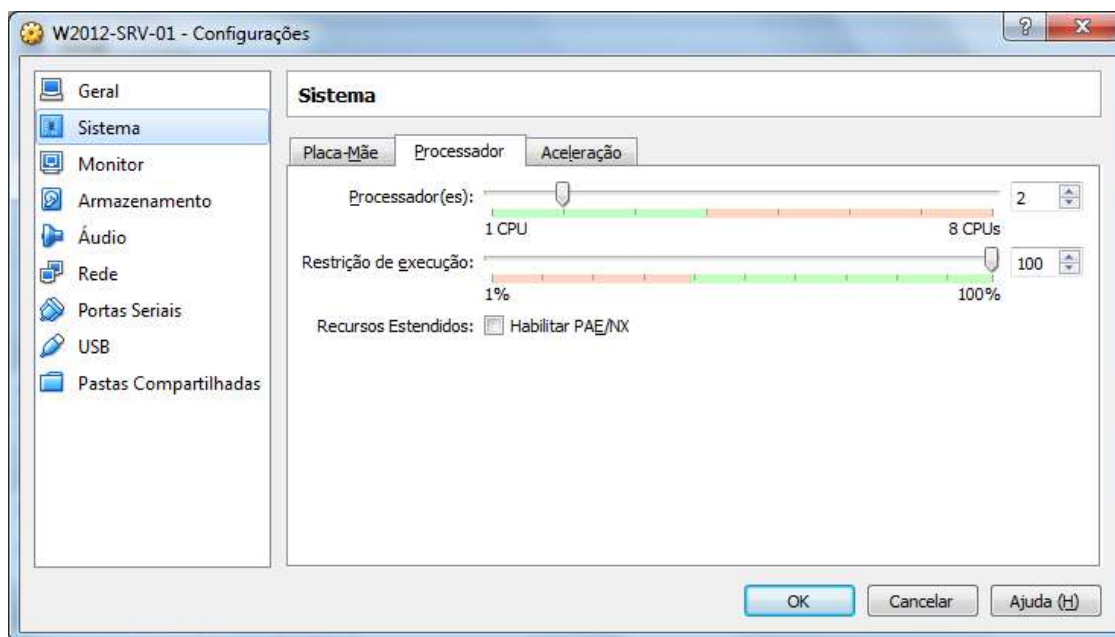 W2012-SRV-01 - Configurações
Geral
Sistema
Monitor
Armazenamento
Áudio
Rede
Portas Seriais
USB
Pastas Compartilhadas
Sistema
Placa-Mãe Processador Aceleração
Processador(es): 2
1 CPU 8 CPUs
Restrição de execução: 100
1% 100%
Recursos Estendidos: Habilitar PAE/NX
OK Cancelar Ajuda (H)